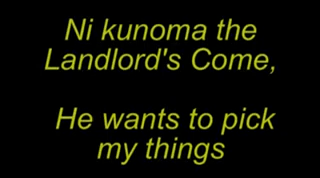 Ni kunoma the
Landlord's Come,
He wants to pick
my things